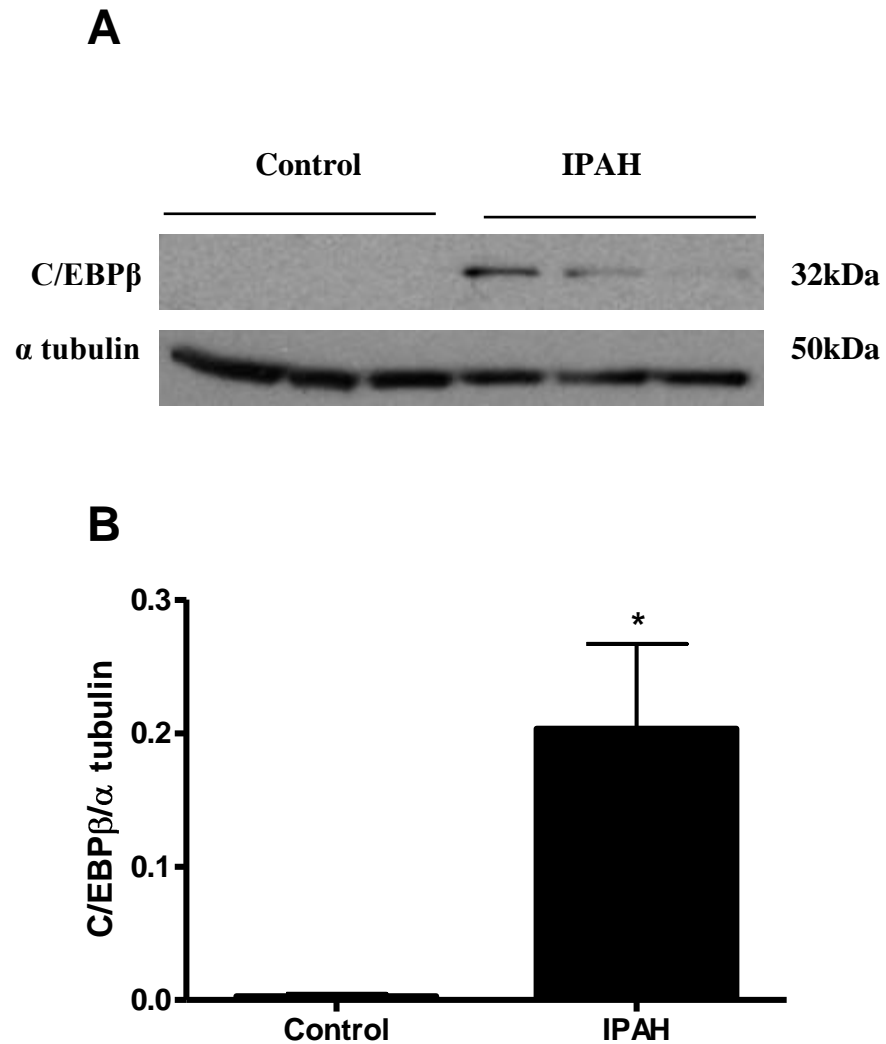 A
Control IPAH
C/EBPβ 32kDa
α tubulin 50kDa
B
0.3
*
0.2
0.1
0.0
C/EBPβ/α tubulin
Control IPAH